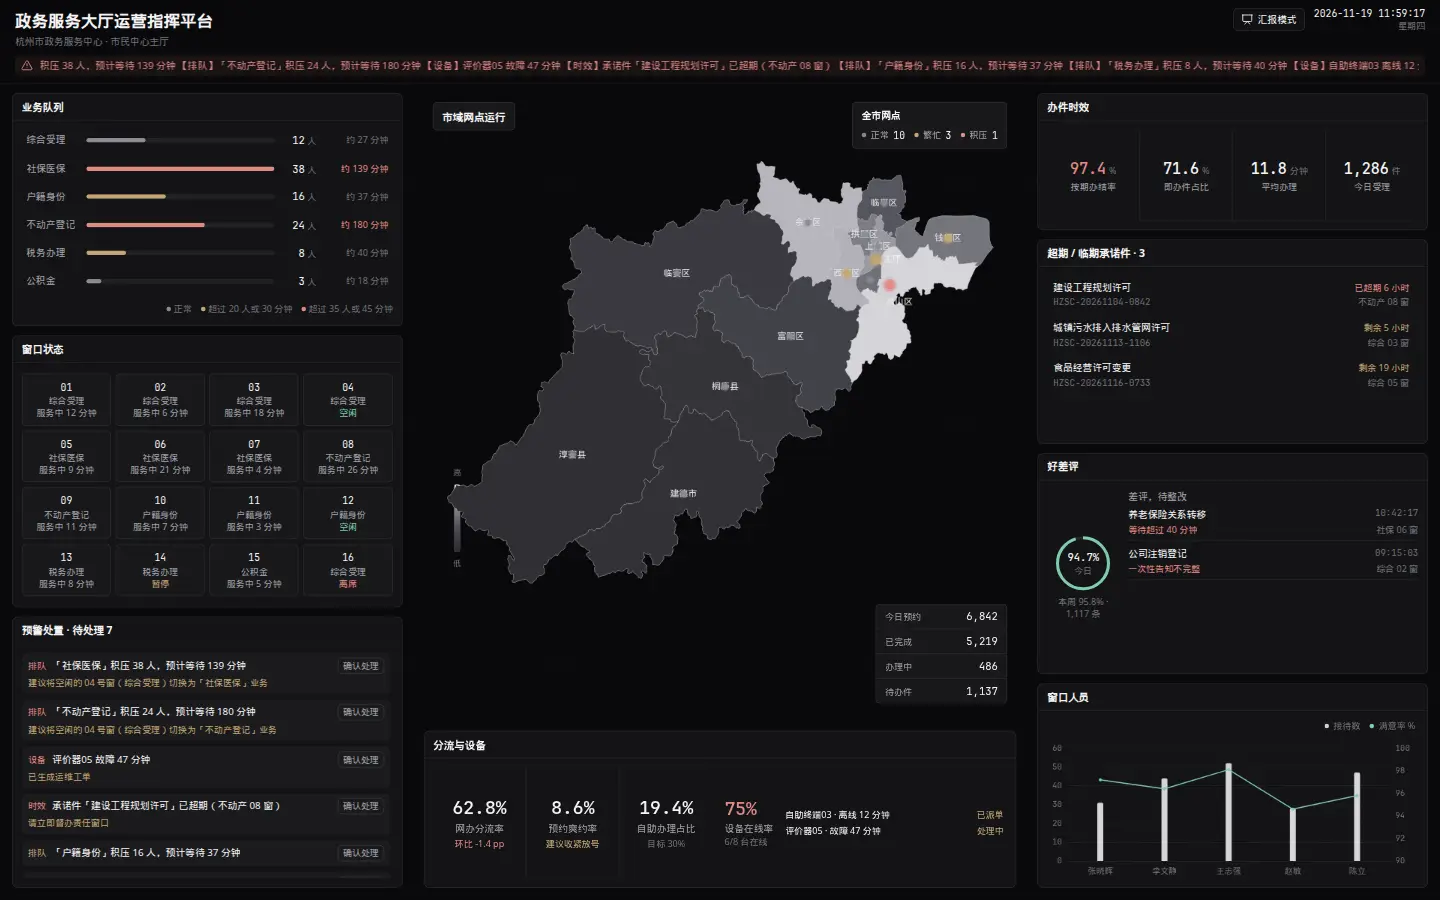 政务服务大厅运营指挥平台
杭州市政务服务中心 · 市民中心主厅
汇报模式
2026-11-19 11:59:17
星期四
积压 38 人，预计等待 139 分钟 【排队】「不动产登记」积压 24 人，预计等待 180 分钟 【设备】评价器05 故障 47 分钟 【时效】承诺件「建设工程规划许可」已超期（不动产 08 窗） 【排队】「户籍身份」积压 16 人，预计等待 37 分钟 【排队】「税务办理」积压 8 人，预计等待 40 分钟 【设备】自助终端03 离线 12
业务队列
综合受理 12 人 约 27 分钟
社保医保 38 人 约 139 分钟
户籍身份 16 人 约 37 分钟
不动产登记 24 人 约 180 分钟
税务办理 8 人 约 40 分钟
公积金 3 人 约 18 分钟
正常 超过 20 人或 30 分钟 超过 35 人或 45 分钟
窗口状态
01 综合受理 服务中 12 分钟
02 综合受理 服务中 6 分钟
03 综合受理 服务中 18 分钟
04 综合受理 空闲
05 社保医保 服务中 9 分钟
06 社保医保 服务中 21 分钟
07 社保医保 服务中 4 分钟
08 不动产登记 服务中 26 分钟
09 不动产登记 服务中 11 分钟
10 户籍身份 服务中 7 分钟
11 户籍身份 服务中 3 分钟
12 户籍身份 空闲
13 税务办理 服务中 8 分钟
14 税务办理 暂停
15 公积金 服务中 5 分钟
16 综合受理 离席
预警处置 · 待处理 7
排队 「社保医保」积压 38 人，预计等待 139 分钟 确认处理
建议将空闲的 04 号窗（综合受理）切换为「社保医保」业务
排队 「不动产登记」积压 24 人，预计等待 180 分钟 确认处理
建议将空闲的 04 号窗（综合受理）切换为「不动产登记」业务
设备 评价器05 故障 47 分钟 确认处理
已生成运维工单
时效 承诺件「建设工程规划许可」已超期（不动产 08 窗） 确认处理
请立即督办责任窗口
排队 「户籍身份」积压 16 人，预计等待 37 分钟 确认处理
市域网点运行
全市网点
正常 10 繁忙 3 积压 1
临安区
富阳区
桐庐县
淳安县
建德市
高
低
今日预约 6,842
已完成 5,219
办理中 486
待办件 1,137
分流与设备
62.8% 网办分流率 环比 -1.4 pp
8.6% 预约爽约率 建议收紧放号
19.4% 自助办理占比 目标 30%
75% 设备在线率 6/8 台在线
自助终端03 · 离线 12 分钟 已派单
评价器05 · 故障 47 分钟 处理中
办件时效
97.4 % 按期办结率
71.6 % 即办件占比
11.8 分钟 平均办理
1,286 件 今日受理
超期 / 临期承诺件 · 3
建设工程规划许可 已超期 6 小时
HZSC-20261104-0842 不动产 08 窗
城镇污水排入排水管网许可 剩余 5 小时
HZSC-20261113-1106 综合 03 窗
食品经营许可变更 剩余 19 小时
HZSC-20261116-0733 综合 05 窗
好差评
94.7%
今日
本周 95.8% ·
1,117 条
差评，待整改
养老保险关系转移 10:42:17
等待超过 40 分钟 社保 06 窗
公司注销登记 09:15:03
一次性告知不完整 综合 02 窗
窗口人员
接待数 满意率 %
60 50 40 30 20 10 0
100 98 96 94 92 90
张晓辉 李文静 王志强 赵敏 陈立